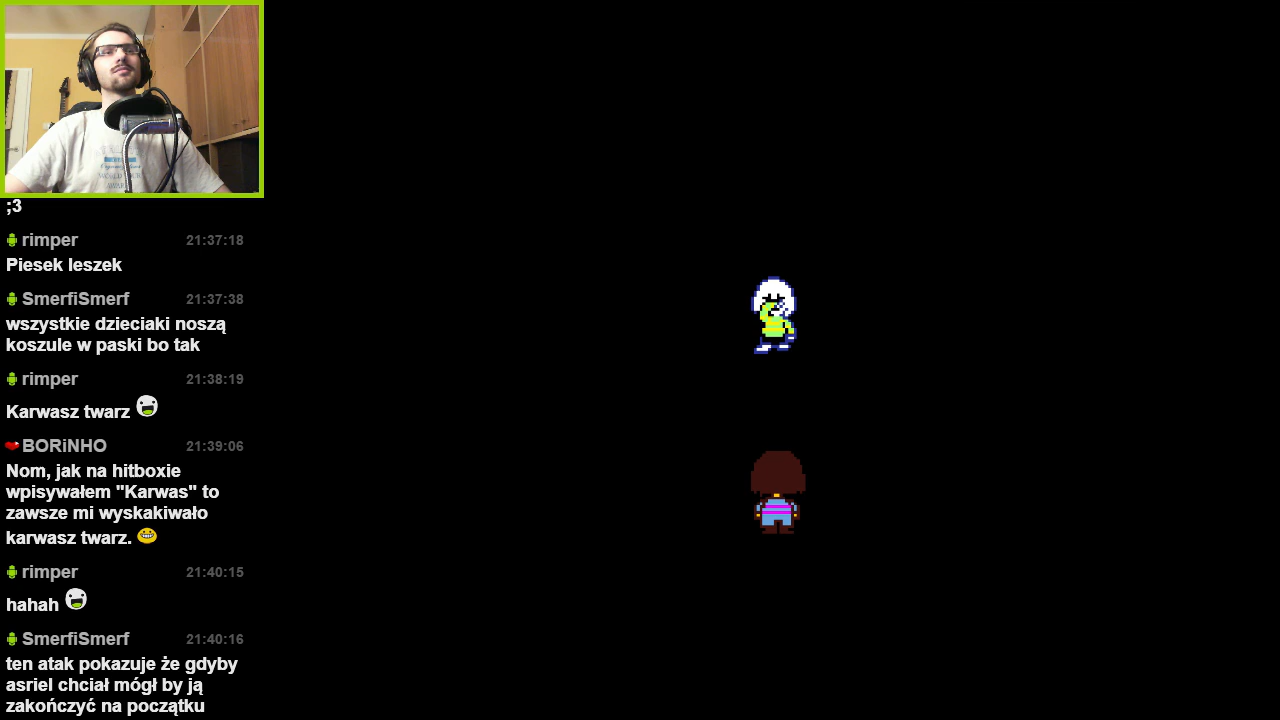 ;3
rimper 21:37:18
Piesek leszek
SmerfiSmerf 21:37:38
wszystkie dzieciaki noszą
koszule w paski bo tak
rimper 21:38:19
Karwasz twarz
BORiNHO 21:39:06
Nom, jak na hitboxie
wpisywałem "Karwas" to
zawsze mi wyskakiwało
karwasz twarz.
rimper 21:40:15
hahah
SmerfiSmerf 21:40:16
ten atak pokazuje że gdyby
asriel chciał mógł by ją
zakończyć na początku